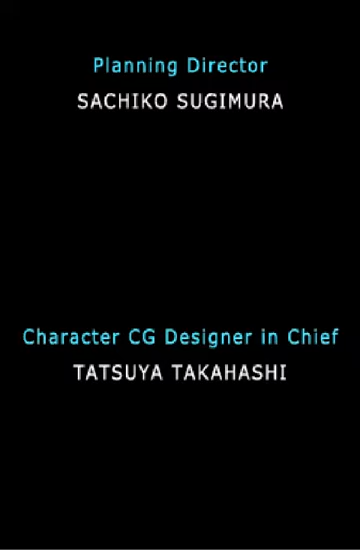 Planning Director
SACHIKO SUGIMURA
Character CG Designer in Chief
TATSUYA TAKAHASHI